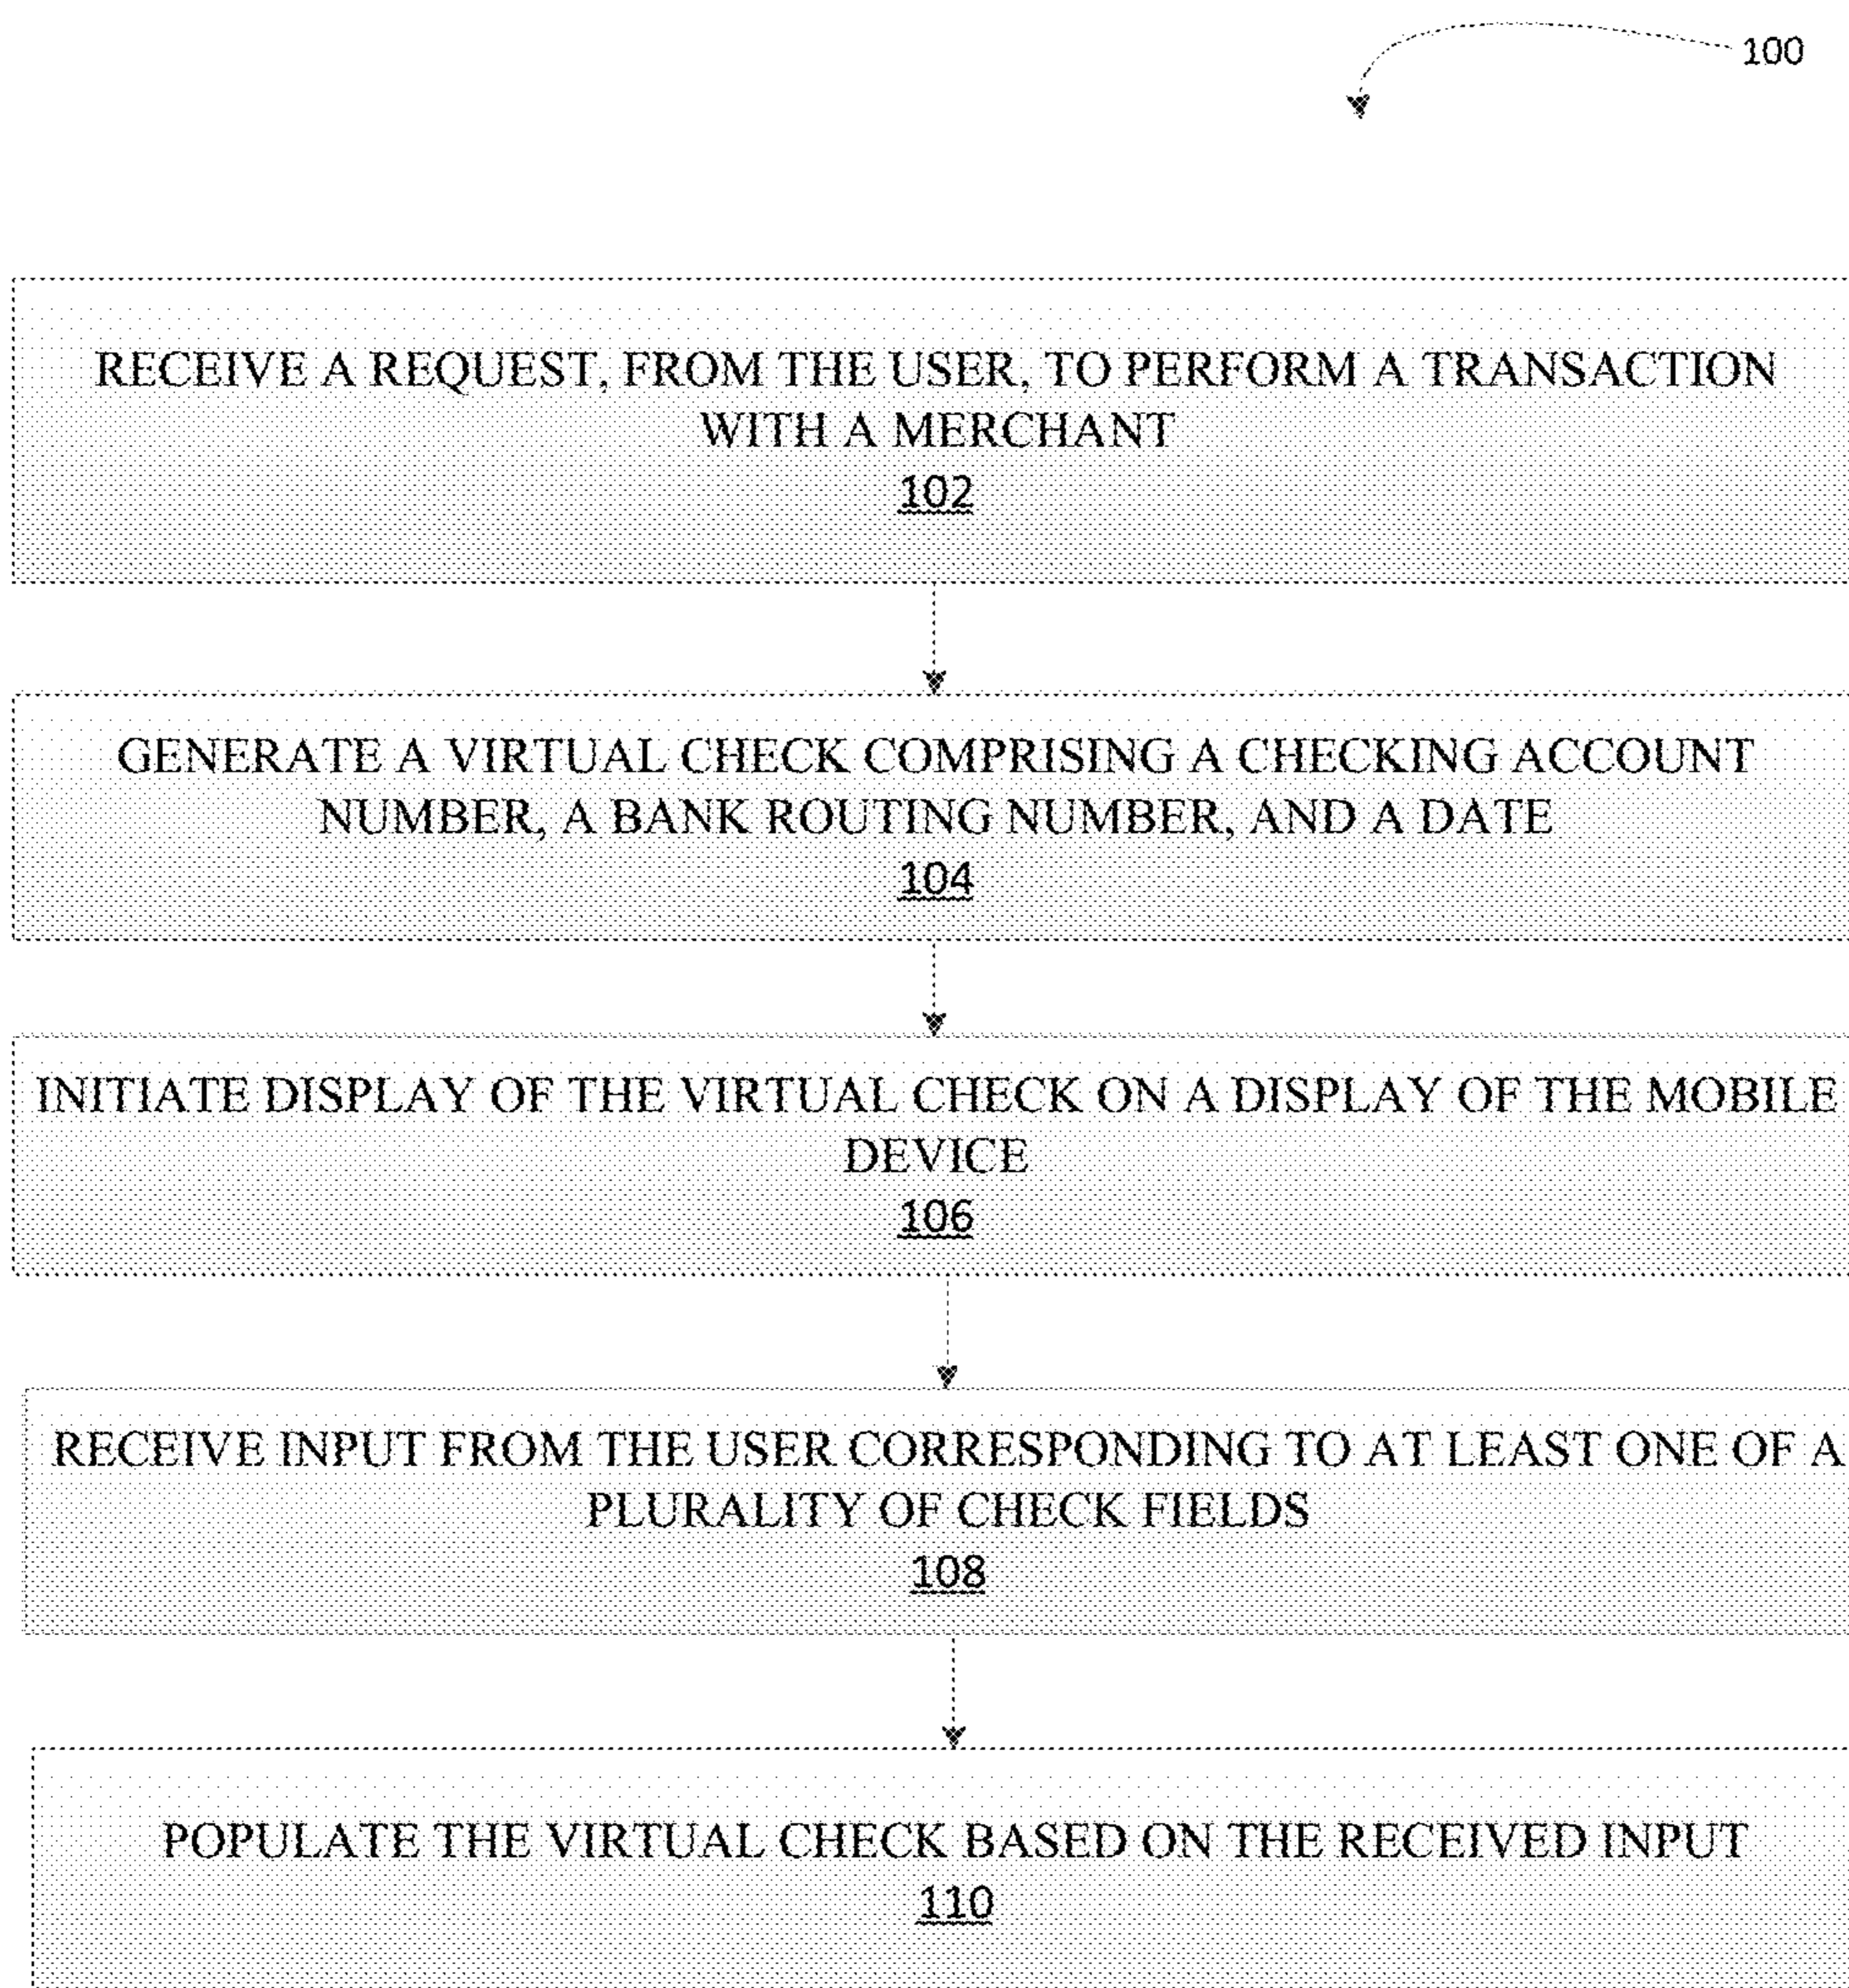 100
RECEIVE A REQUEST, FROM THE USER, TO PERFORM A TRANSACTION
WITH A MERCHANT
102
GENERATE A VIRTUAL CHECK COMPRISING A CHECKING ACCOUNT
NUMBER, A BANK ROUTING NUMBER, AND A DATE
104
INITIATE DISPLAY OF THE VIRTUAL CHECK ON A DISPLAY OF THE MOBILE
DEVICE
106
RECEIVE INPUT FROM THE USER CORRESPONDING TO AT LEAST ONE OF A
PLURALITY OF CHECK FIELDS
108
POPULATE THE VIRTUAL CHECK BASED ON THE RECEIVED INPUT
110